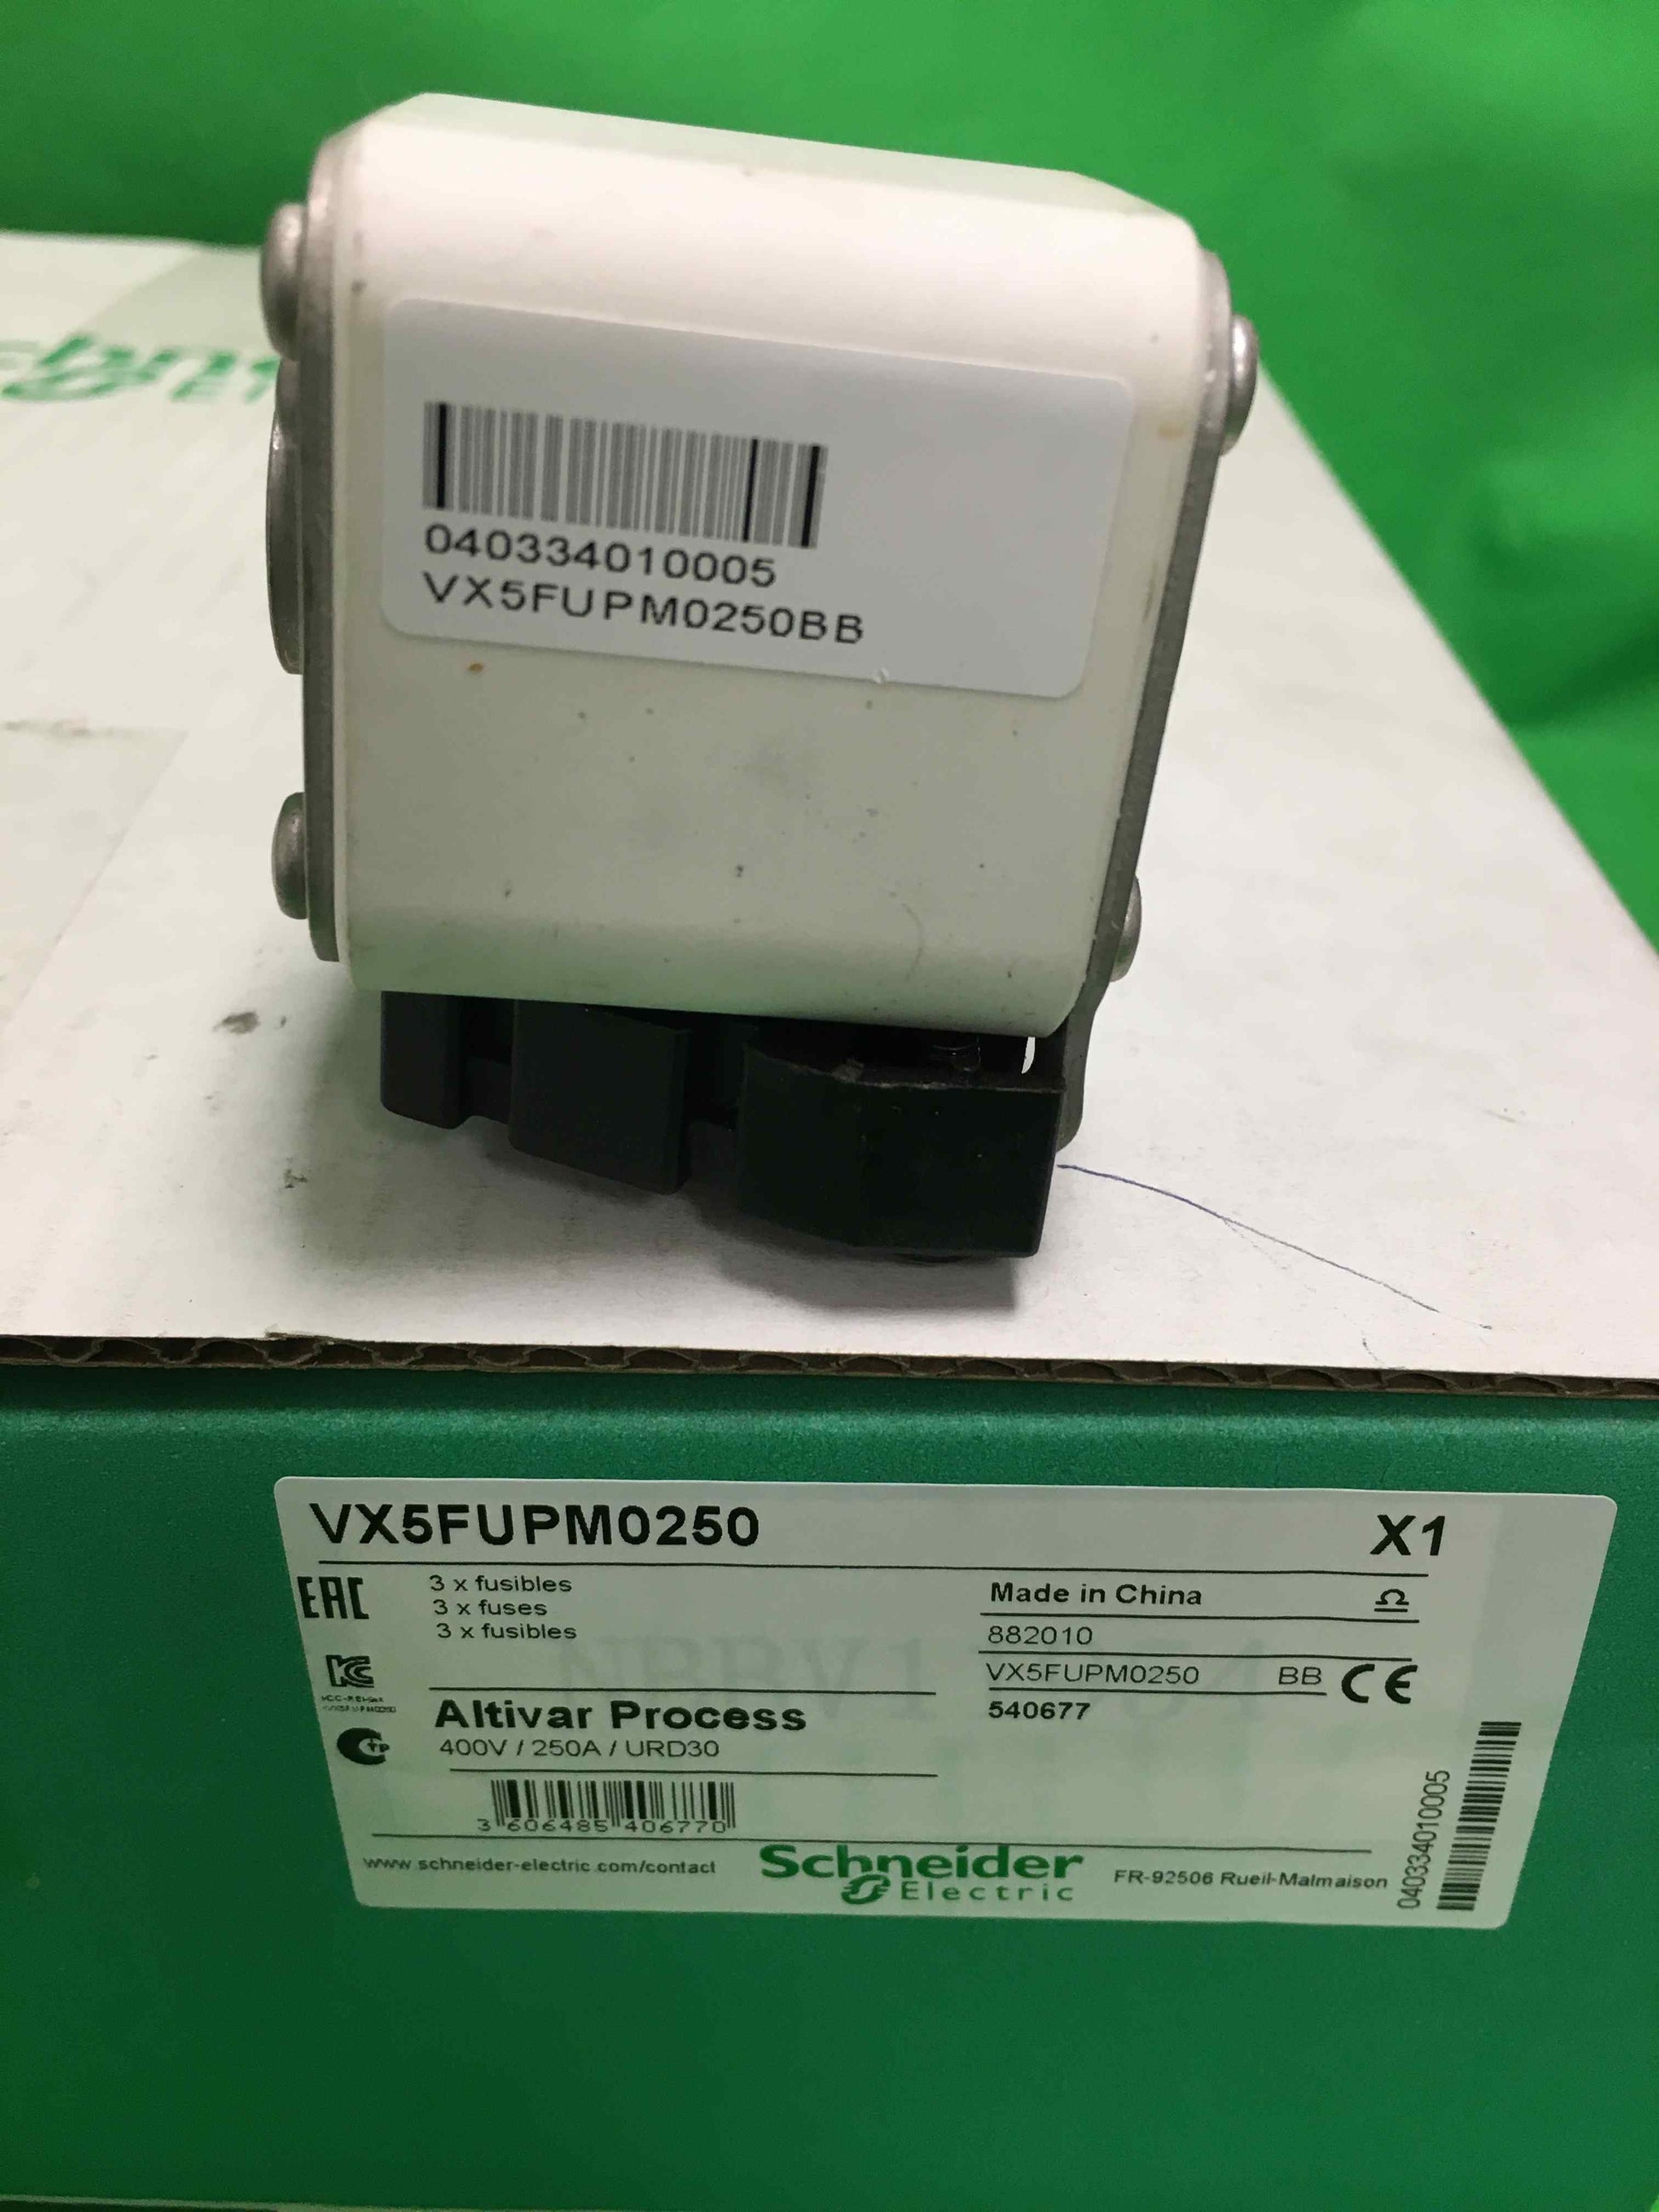 040334010005
VX5FUPM0250BB
VX5FUPM0250 X1
EAC
3 x fusibles
3 x fuses
3 x fusibles
Made in China
882010
VX5FUPM0250 BB CE
540677
Altivar Process
400V / 250A / URD30
3 606485 406770
www.schneider-electric.com/contact
Schneider
Electric
FR-92506 Rueil-Malmaison
040334010005